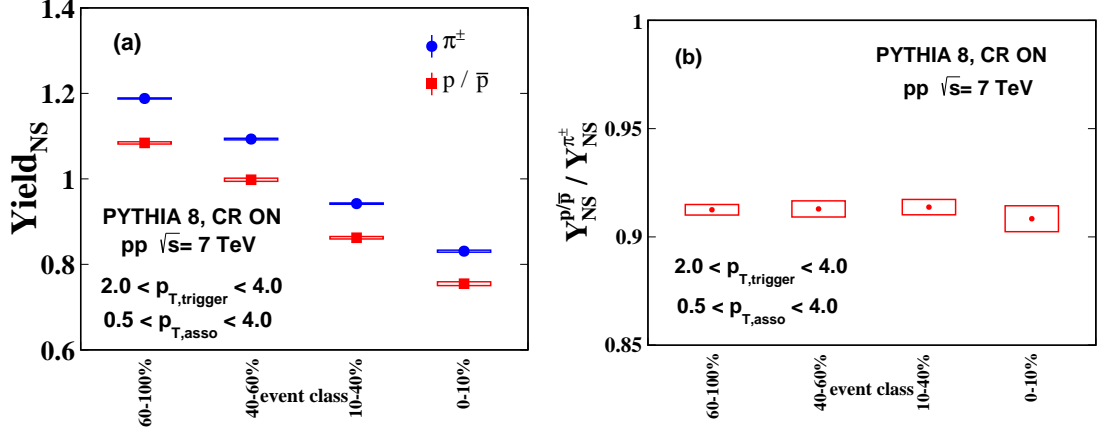 (a)
π±
p / p̅
1.4
1.2
1
0.8
0.6
Yield_NS
PYTHIA 8, CR ON
pp √s= 7 TeV
2.0 < p_T,trigger < 4.0
0.5 < p_T,asso < 4.0
60-100%
40-60%
10-40%
0-10%
event class
(b)
PYTHIA 8, CR ON
pp √s= 7 TeV
1
0.95
0.9
0.85
Y_NS^p/p̅ / Y_NS^π±
2.0 < p_T,trigger < 4.0
0.5 < p_T,asso < 4.0
60-100%
40-60%
10-40%
0-10%
event class